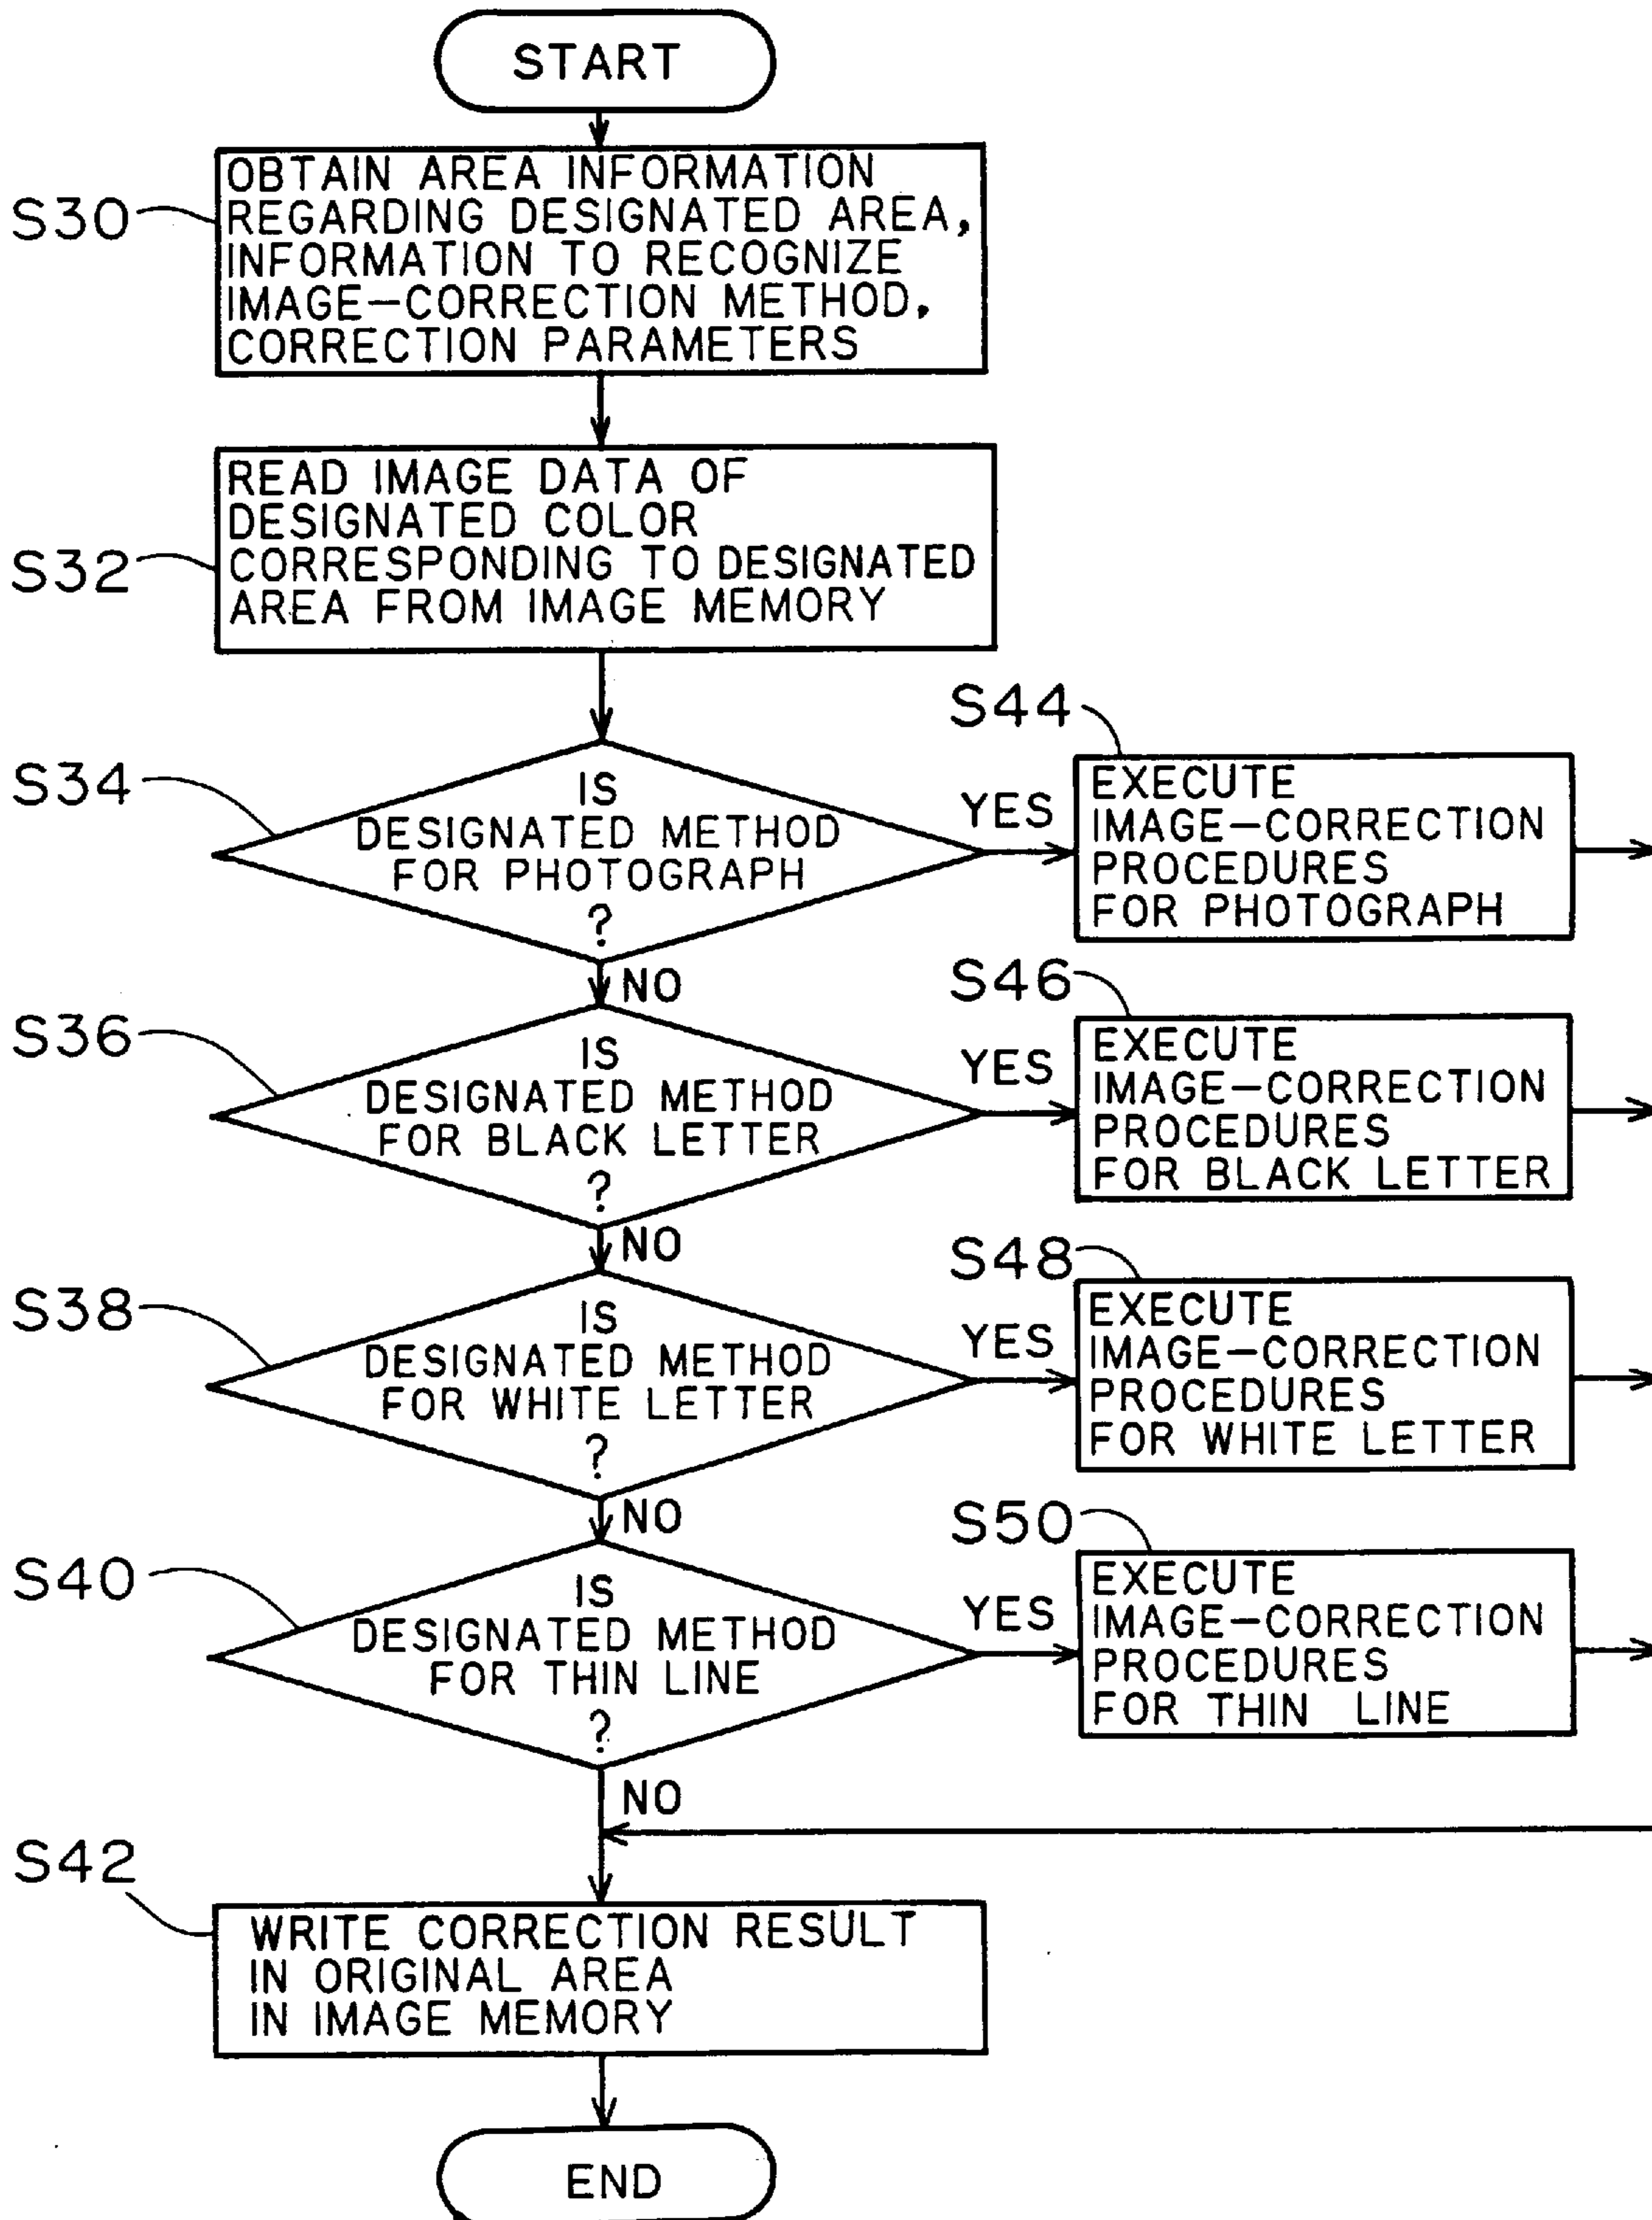 START
S30
OBTAIN AREA INFORMATION
REGARDING DESIGNATED AREA,
INFORMATION TO RECOGNIZE
IMAGE-CORRECTION METHOD,
CORRECTION PARAMETERS
S32
READ IMAGE DATA OF
DESIGNATED COLOR
CORRESPONDING TO DESIGNATED
AREA FROM IMAGE MEMORY
S34
IS
DESIGNATED METHOD
FOR PHOTOGRAPH
?
YES
S44
EXECUTE
IMAGE-CORRECTION
PROCEDURES
FOR PHOTOGRAPH
NO
S36
IS
DESIGNATED METHOD
FOR BLACK LETTER
?
YES
S46
EXECUTE
IMAGE-CORRECTION
PROCEDURES
FOR BLACK LETTER
NO
S38
IS
DESIGNATED METHOD
FOR WHITE LETTER
?
YES
S48
EXECUTE
IMAGE-CORRECTION
PROCEDURES
FOR WHITE LETTER
NO
S40
IS
DESIGNATED METHOD
FOR THIN LINE
?
YES
S50
EXECUTE
IMAGE-CORRECTION
PROCEDURES
FOR THIN LINE
NO
S42
WRITE CORRECTION RESULT
IN ORIGINAL AREA
IN IMAGE MEMORY
END